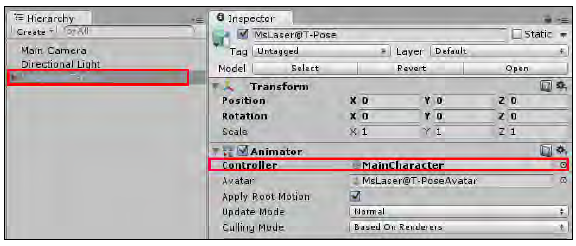 Hierarchy
Create
All
Main Camera
Directional Light
Inspector
MsLaser@T-Pose
Static
Tag Untagged Layer Default
Model Select Revert Open
Transform
Position X 0 Y 0 Z 0
Rotation X 0 Y 0 Z 0
Scale X 1 Y 1 Z 1
Animator
Controller MainCharacter
Avatar MsLaser@T-PoseAvatar
Apply Root Motion
Update Mode Normal
Culling Mode Based On Renderers